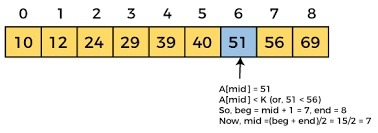 0 1 2 3 4 5 6 7 8
10 12 24 29 39 40 51 56 69
A[mid] = 51
A[mid] < K (or, 51 < 56)
So, beg = mid + 1 = 7, end = 8
Now, mid =(beg + end)/2 = 15/2 = 7